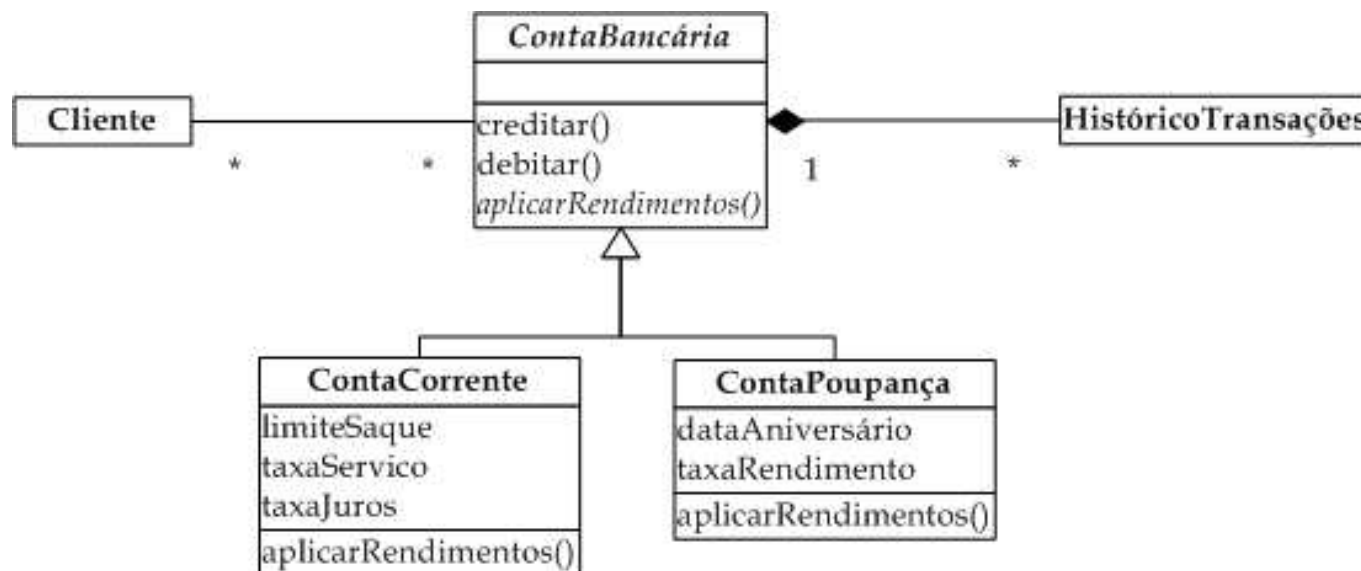 ContaBancária
Cliente
creditar()
HistóricoTransações
debitar()
* * 1 *
aplicarRendimentos()
ContaCorrente
limiteSaque
taxaServico
taxaJuros
aplicarRendimentos()
ContaPoupança
dataAniversário
taxaRendimento
aplicarRendimentos()